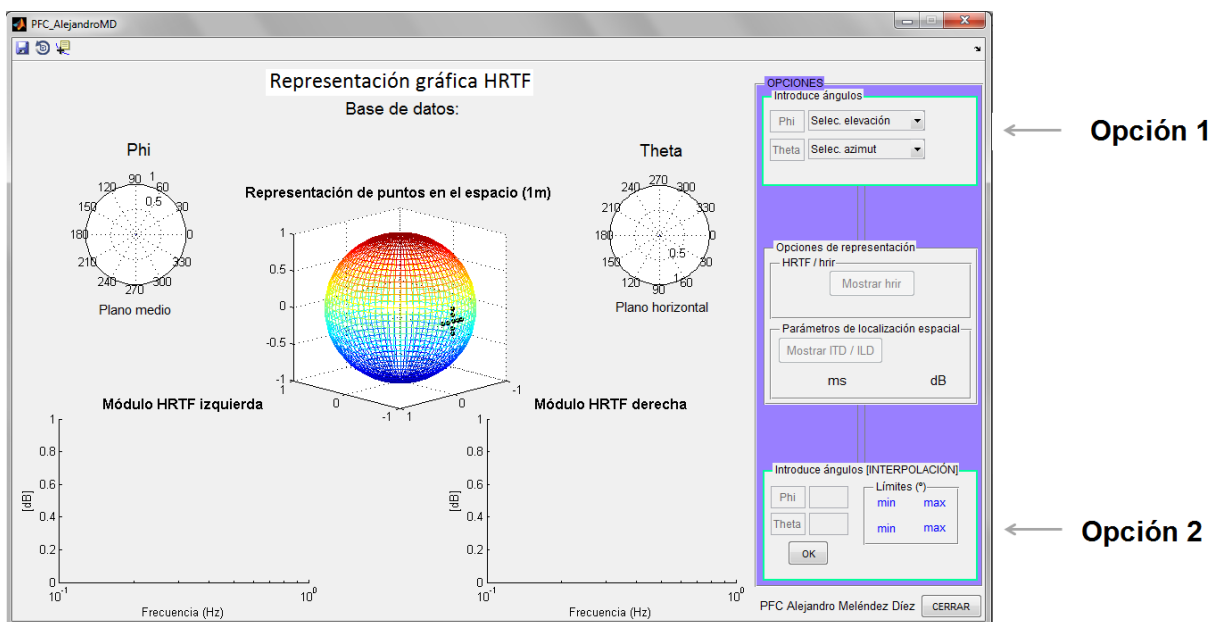 PFC_AlejandroMD
Representación gráfica HRTF
Base de datos:
Phi
90
1
120
60
0.5
150
30
180
0
210
330
240
300
270
Plano medio
Representación de puntos en el espacio (1m)
1
0.5
0
-0.5
-1
1
0
-1
1
0
-1
Theta
270
240
300
210
330
180
0
0.5
150
30
120
60
90
1
Plano horizontal
Módulo HRTF izquierda
1
0.8
0.6
0.4
0.2
0
[dB]
10^-1
10^0
Frecuencia (Hz)
Módulo HRTF derecha
1
0.8
0.6
0.4
0.2
0
[dB]
10^-1
10^0
Frecuencia (Hz)
OPCIONES
Introduce ángulos
Phi
Selec. elevación
Theta
Selec. azimut
Opciones de representación
HRTF / hrir
Mostrar hrir
Parámetros de localización espacial
Mostrar ITD / ILD
ms dB
Introduce ángulos [INTERPOLACIÓN]
Límites (º)
Phi
min max
Theta
min max
OK
PFC Alejandro Meléndez Díez
CERRAR
Opción 1
Opción 2